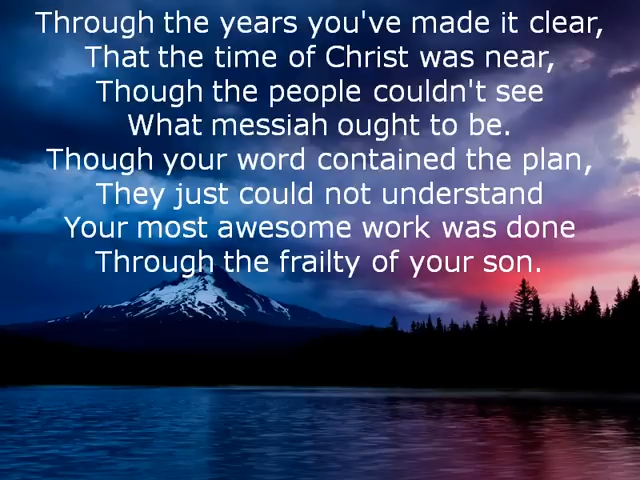 Through the years you've made it clear,
That the time of Christ was near,
Though the people couldn't see
What messiah ought to be.
Though your word contained the plan,
They just could not understand
Your most awesome work was done
Through the frailty of your son.